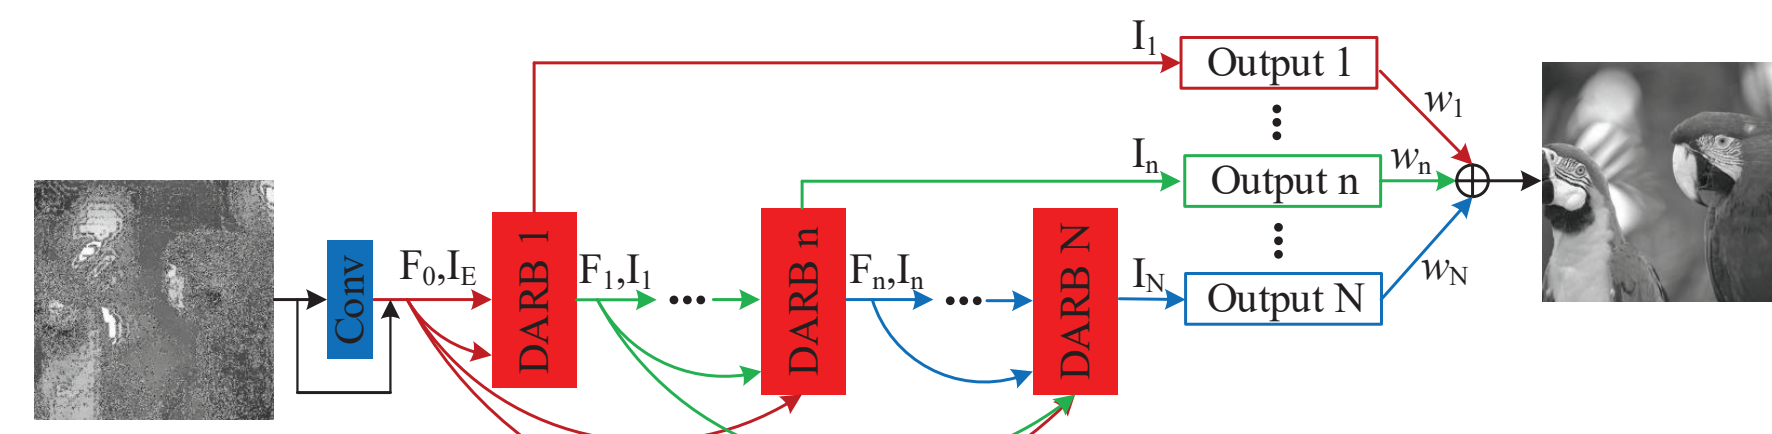 I1
Output 1
w1
In
Output n
wn
Conv
F0,IE
DARB 1
F1,I1
DARB n
Fn,In
DARB N
IN
Output N
wN